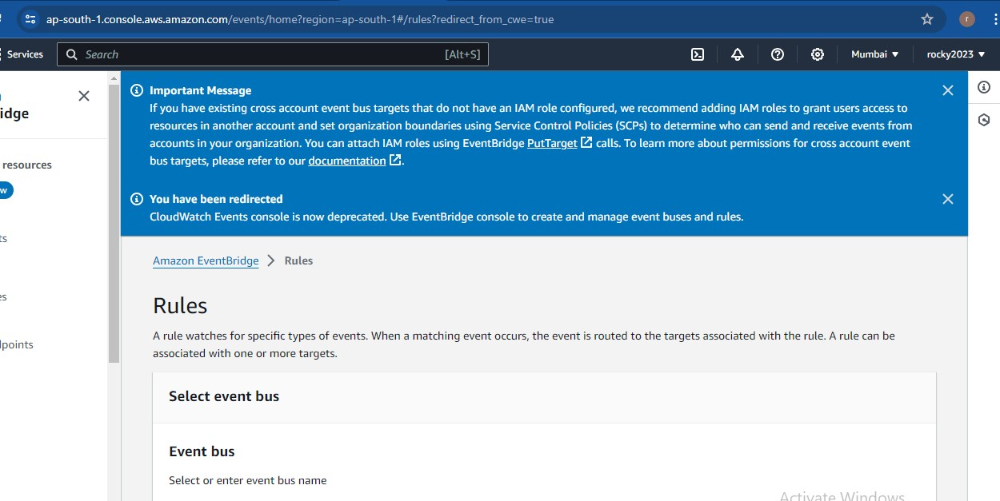 ap-south-1.console.aws.amazon.com/events/home?region=ap-south-1#/rules?redirect_from_cwe=true
r
Services
Search
[Alt+S]
Mumbai
rocky2023
idge
resources
w
ts
es
lpoints
Important Message
If you have existing cross account event bus targets that do not have an IAM role configured, we recommend adding IAM roles to grant users access to
resources in another account and set organization boundaries using Service Control Policies (SCPs) to determine who can send and receive events from
accounts in your organization. You can attach IAM roles using EventBridge PutTarget calls. To learn more about permissions for cross account event
bus targets, please refer to our documentation.
You have been redirected
CloudWatch Events console is now deprecated. Use EventBridge console to create and manage event buses and rules.
Amazon EventBridge
Rules
Rules
A rule watches for specific types of events. When a matching event occurs, the event is routed to the targets associated with the rule. A rule can be
associated with one or more targets.
Select event bus
Event bus
Select or enter event bus name
Activate Windows